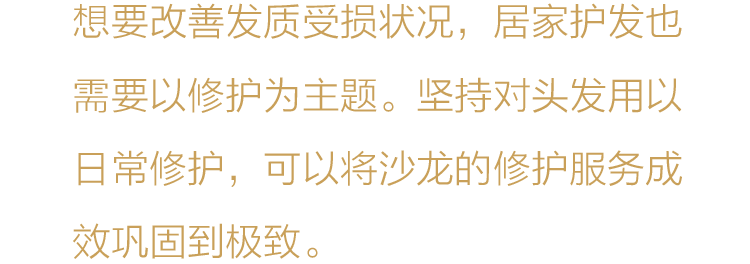 想要改善发质受损状况，居家护发也
需要以修护为主题。坚持对头发用以
日常修护，可以将沙龙的修护服务成
效巩固到极致。